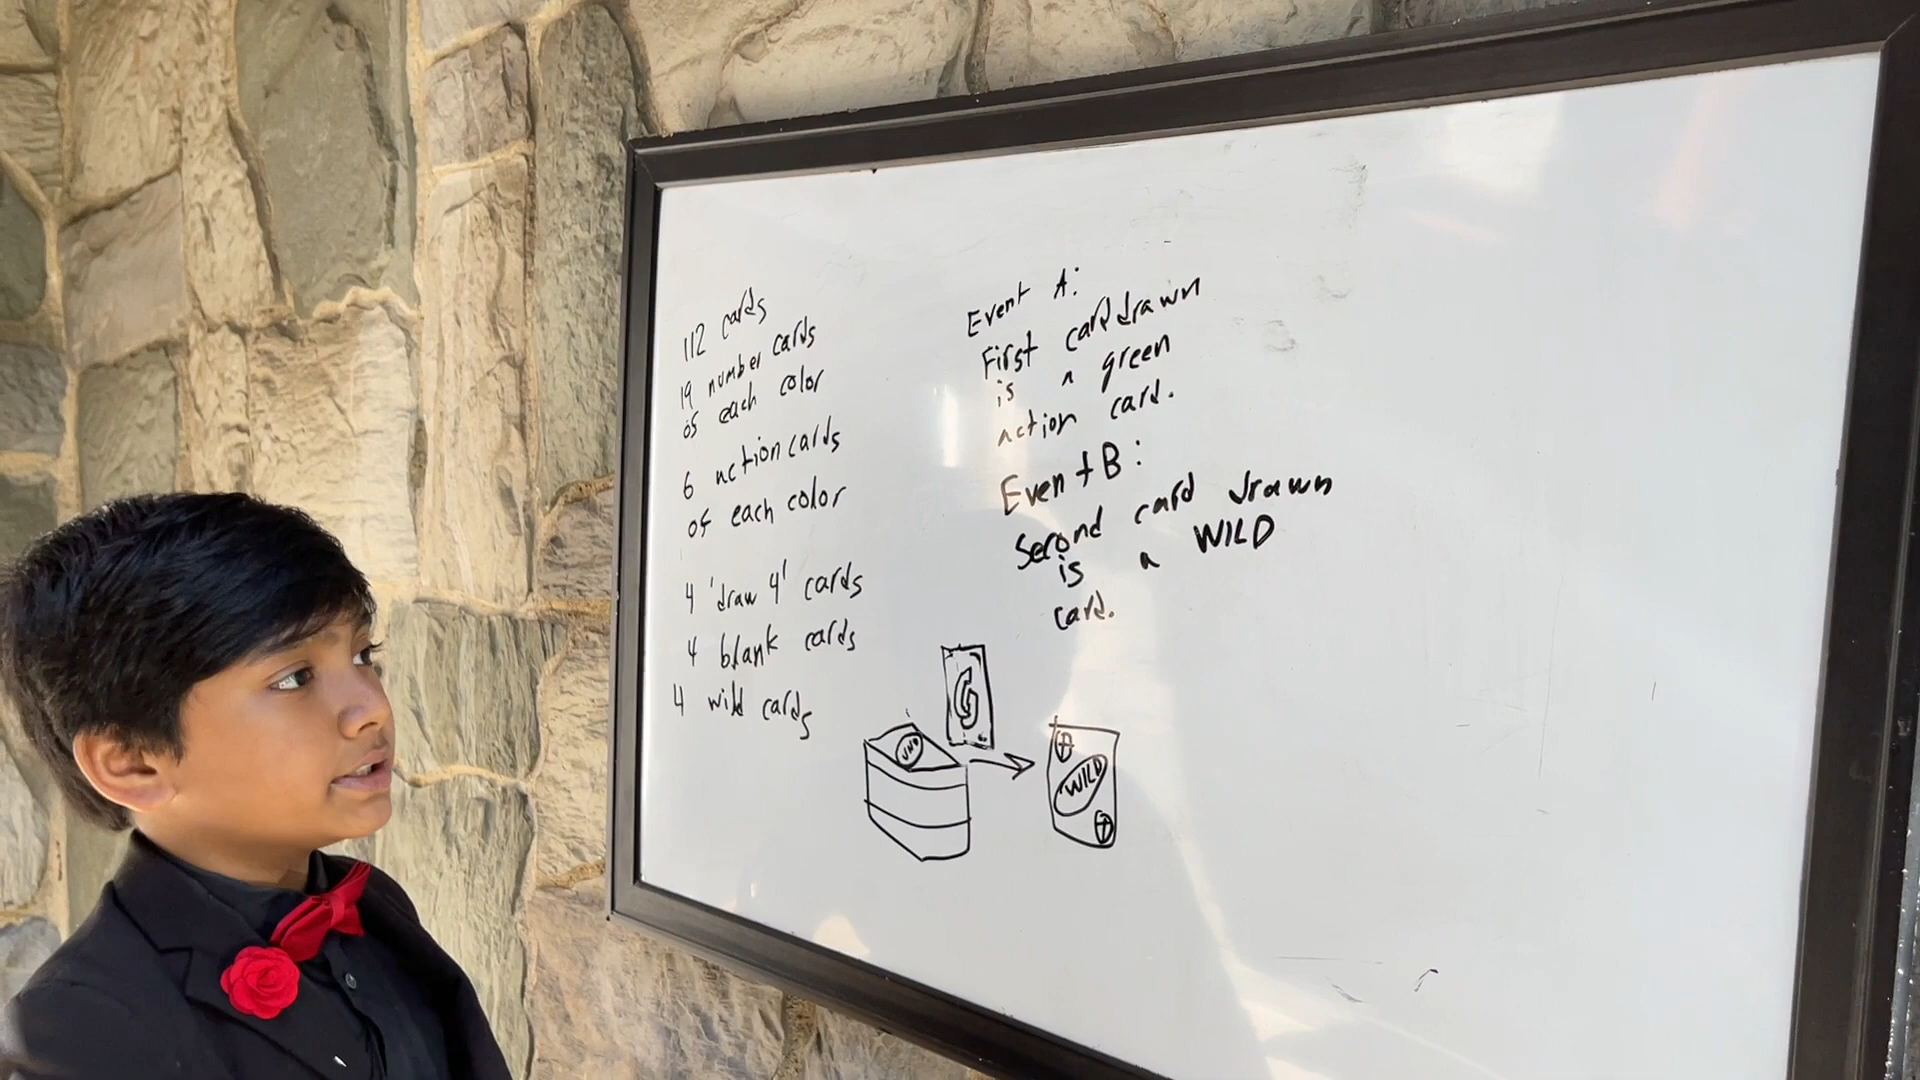 112 cards
19 number cards
of each color
6 action cards
of each color
4 'draw 4' cards
4 blank cards
4 wild cards
Event A:
First card drawn
is a green
action card.
Event B:
Second card drawn
is a WILD
card.
G
UNO
WILD